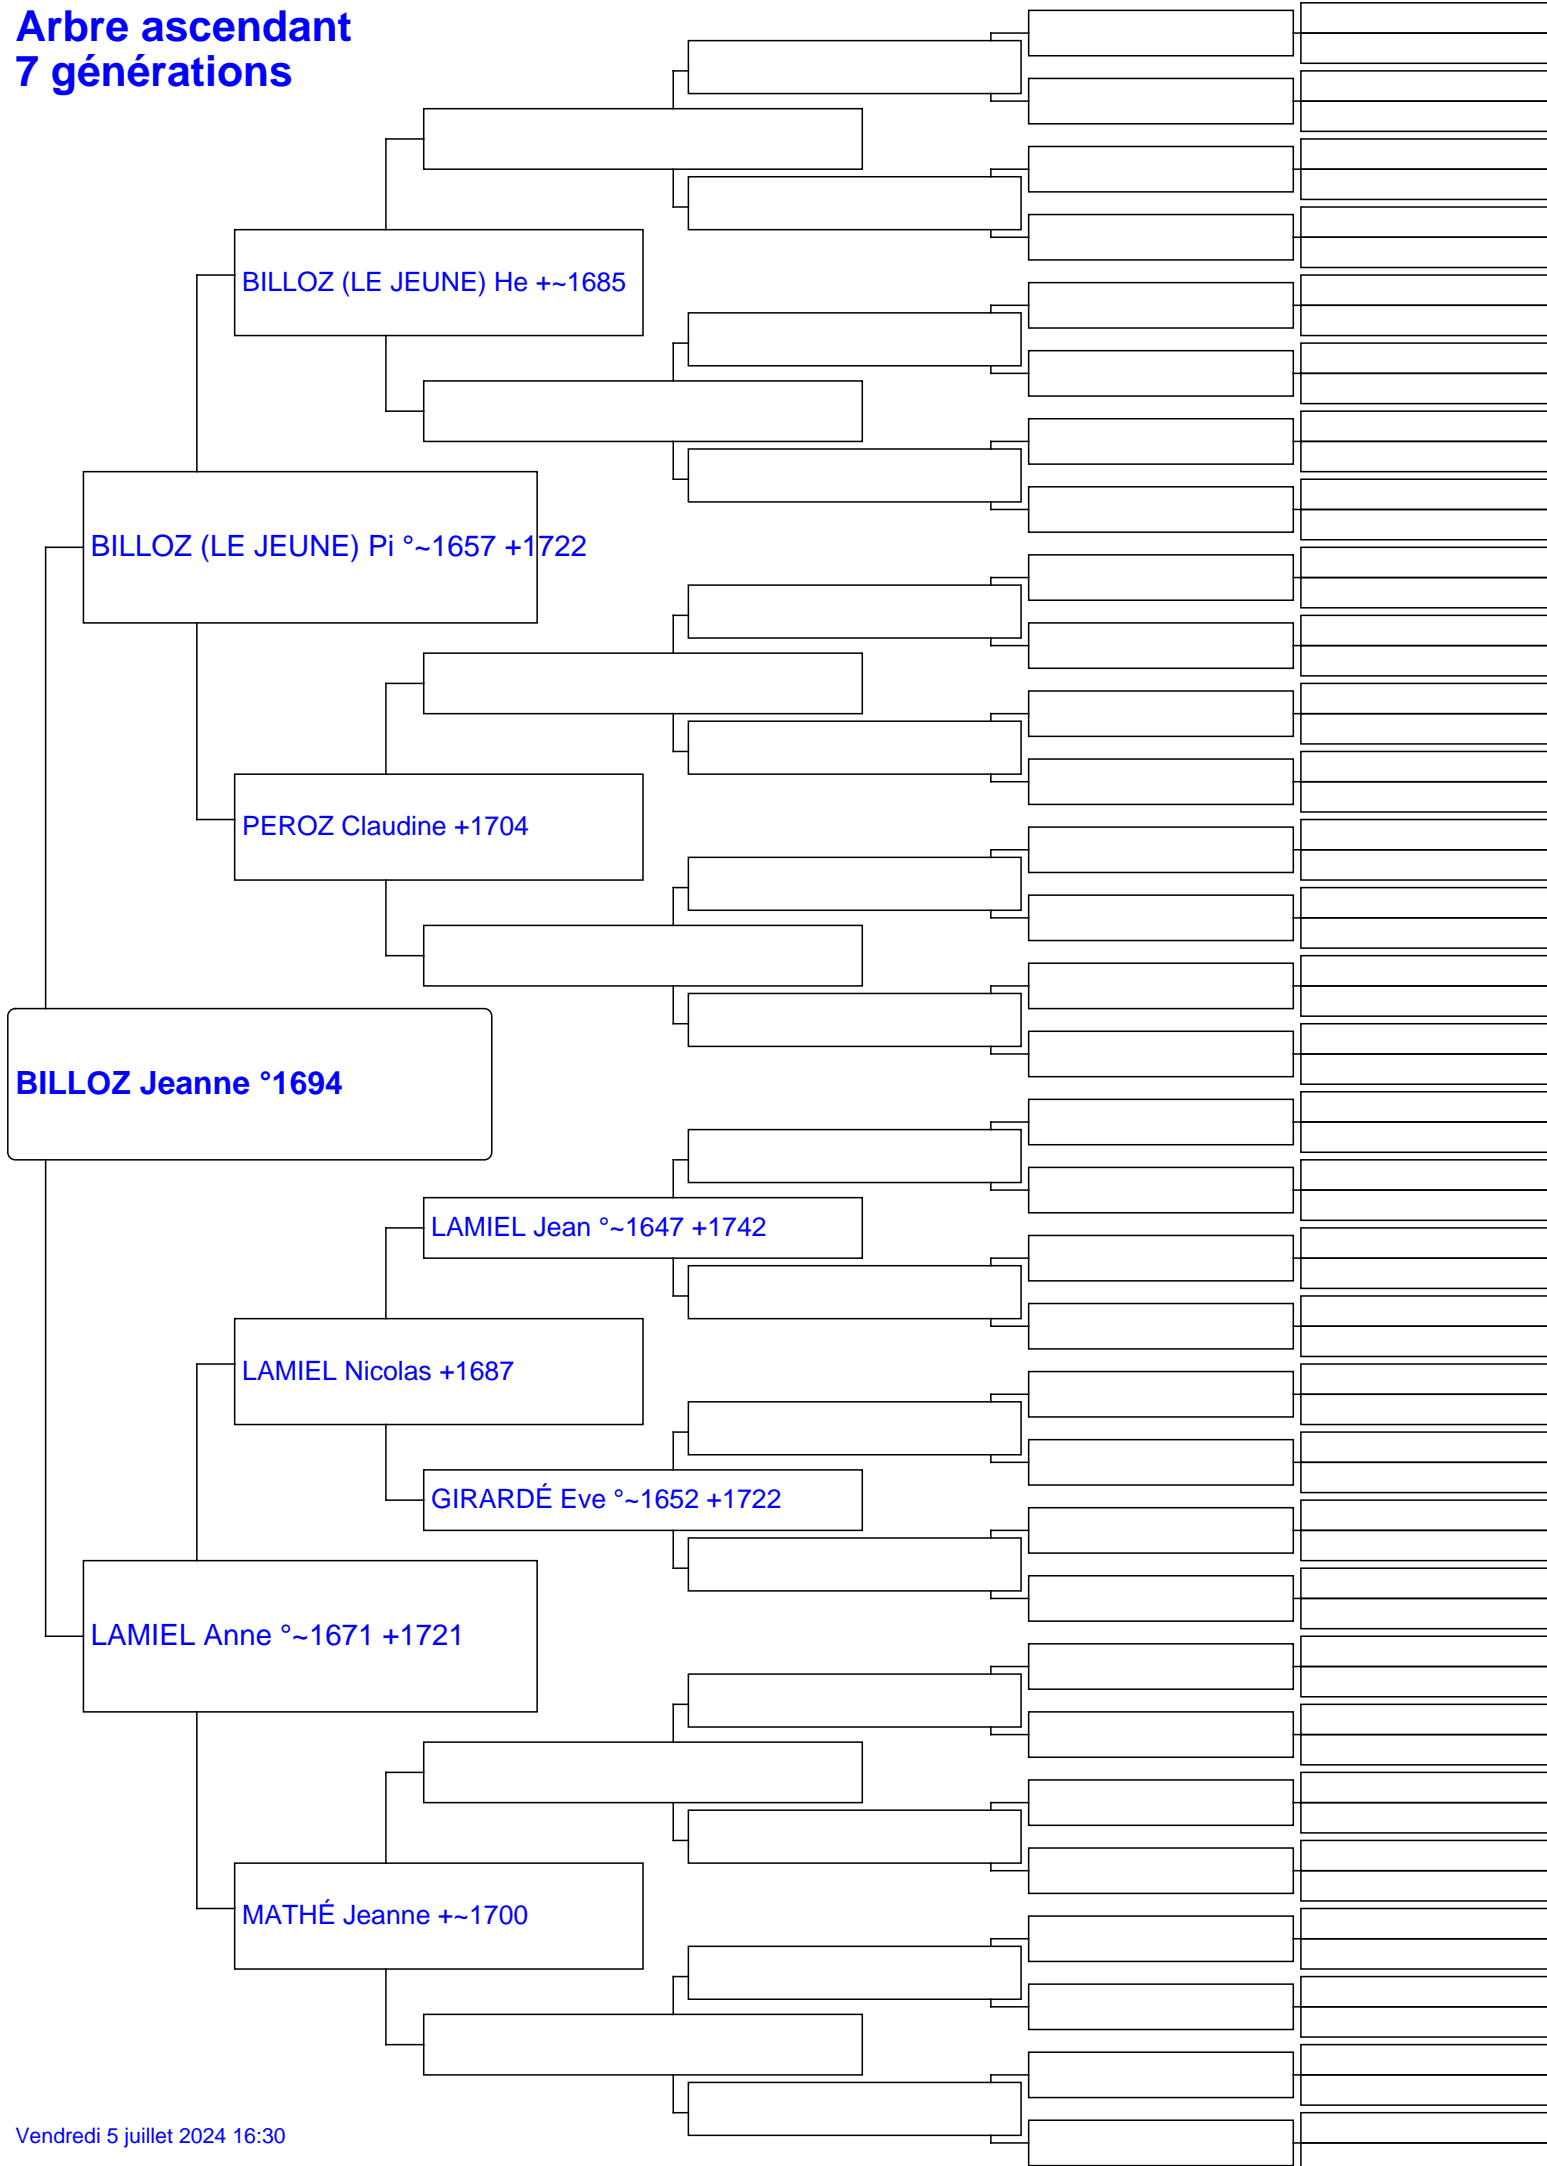 Arbre ascendant
7 générations
BILLOZ (LE JEUNE) He +~1685
BILLOZ (LE JEUNE) Pi °~1657 +1722
PEROZ Claudine +1704
BILLOZ Jeanne °1694
LAMIEL Jean °~1647 +1742
LAMIEL Nicolas +1687
GIRARDÉ Eve °~1652 +1722
LAMIEL Anne °~1671 +1721
MATHÉ Jeanne +~1700
Vendredi 5 juillet 2024 16:30